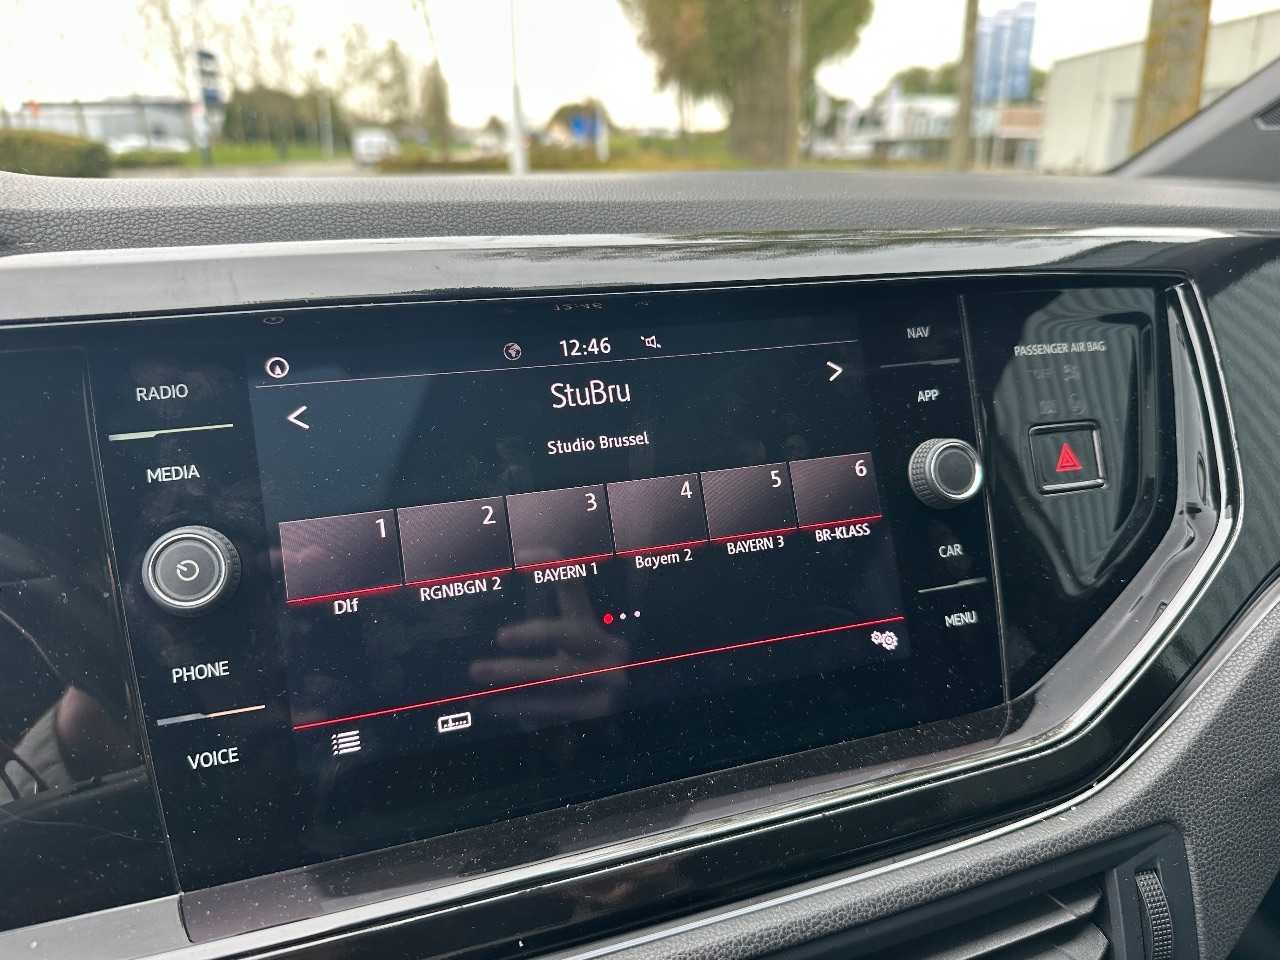 12:46
StuBru
Studio Brussel
1
2
3
4
5
6
Dlf
RGNBGN 2
BAYERN 1
Bayern 2
BAYERN 3
BR-KLASS
RADIO
MEDIA
PHONE
VOICE
NAV
APP
CAR
MENU
PASSENGER AIR BAG